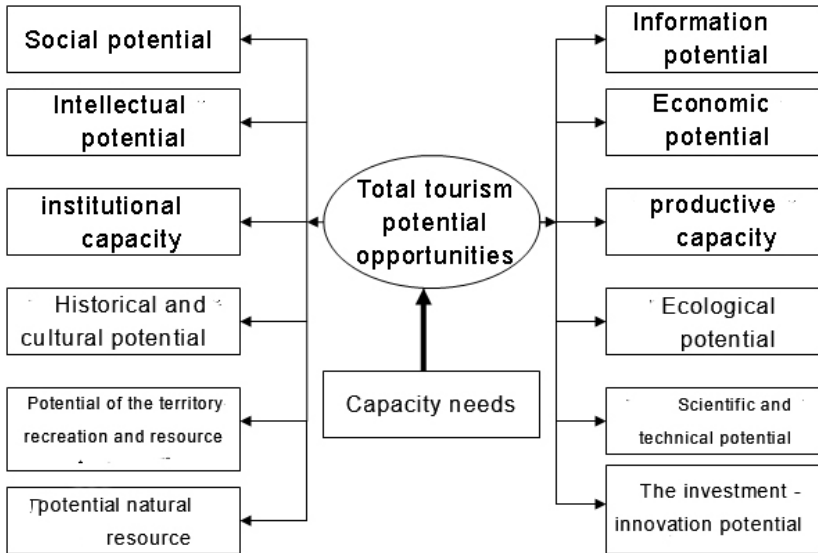 Social potential
Intellectual
potential
institutional
capacity
Historical and
cultural potential
Potential of the territory
recreation and resource
potential natural
resource
Total tourism
potential
opportunities
Capacity needs
Information
potential
Economic
potential
productive
capacity
Ecological
potential
Scientific and
technical potential
The investment -
innovation potential